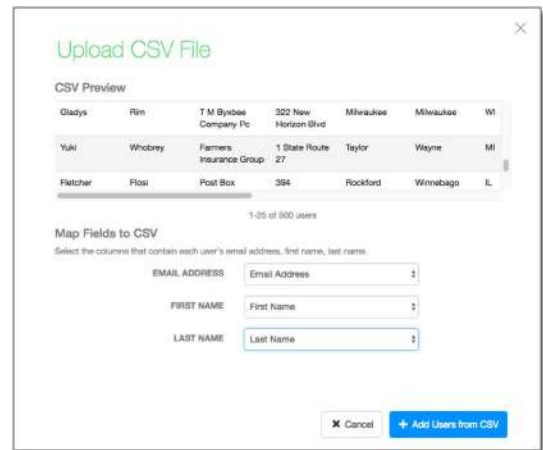 Upload CSV File
CSV Preview
Gladys Rim T M Byxbee 322 New Milwaukee Milwaukee WI
Company Pc Horizon Blvd
Yuki Whobrey Farmers 1 State Route Taylor Wayne MI
Insurance Group 27
Fletcher Flosi Post Box 394 Rockford Winnebago IL
1-25 of 500 users
Map Fields to CSV
Select the columns that contain each user's email address, first name, last name.
EMAIL ADDRESS Email Address
FIRST NAME First Name
LAST NAME Last Name
Cancel + Add Users from CSV